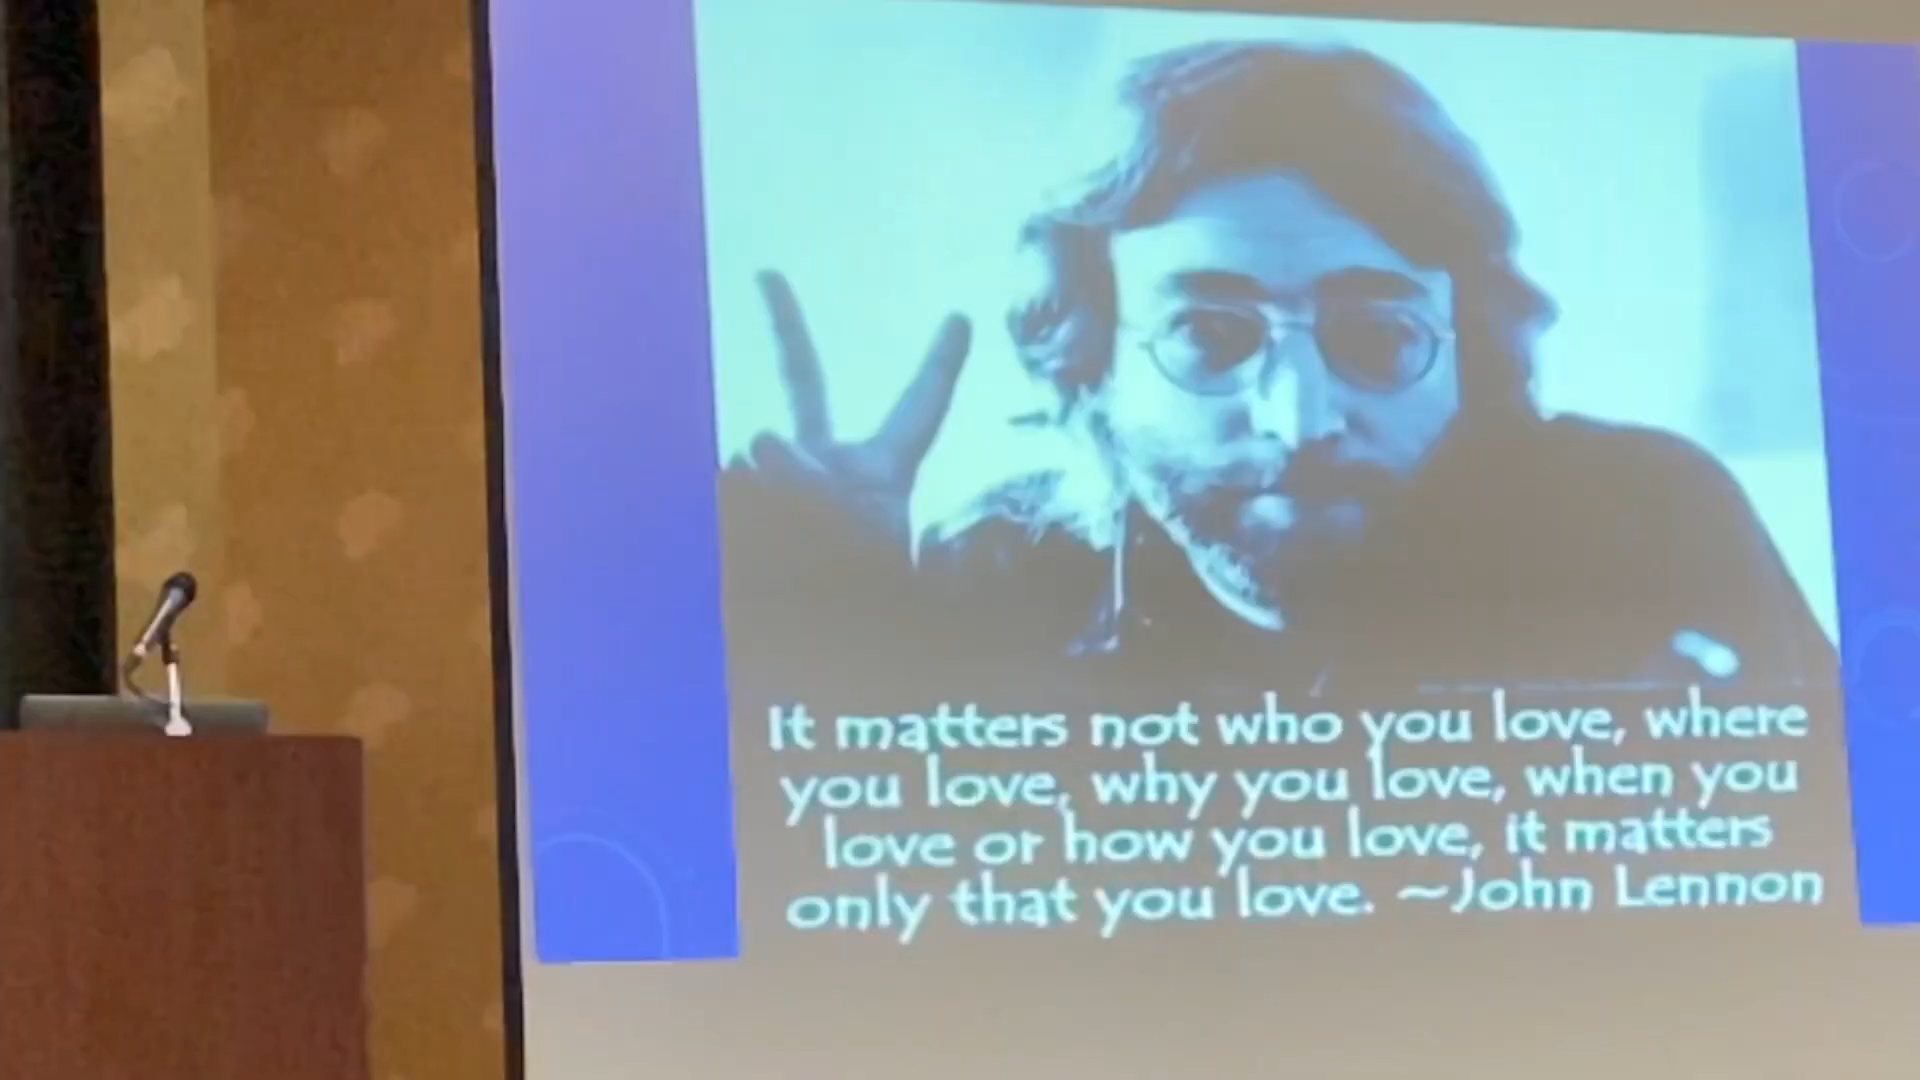 It matters not who you love, where
you love, why you love, when you
love or how you love, it matters
only that you love. ~John Lennon